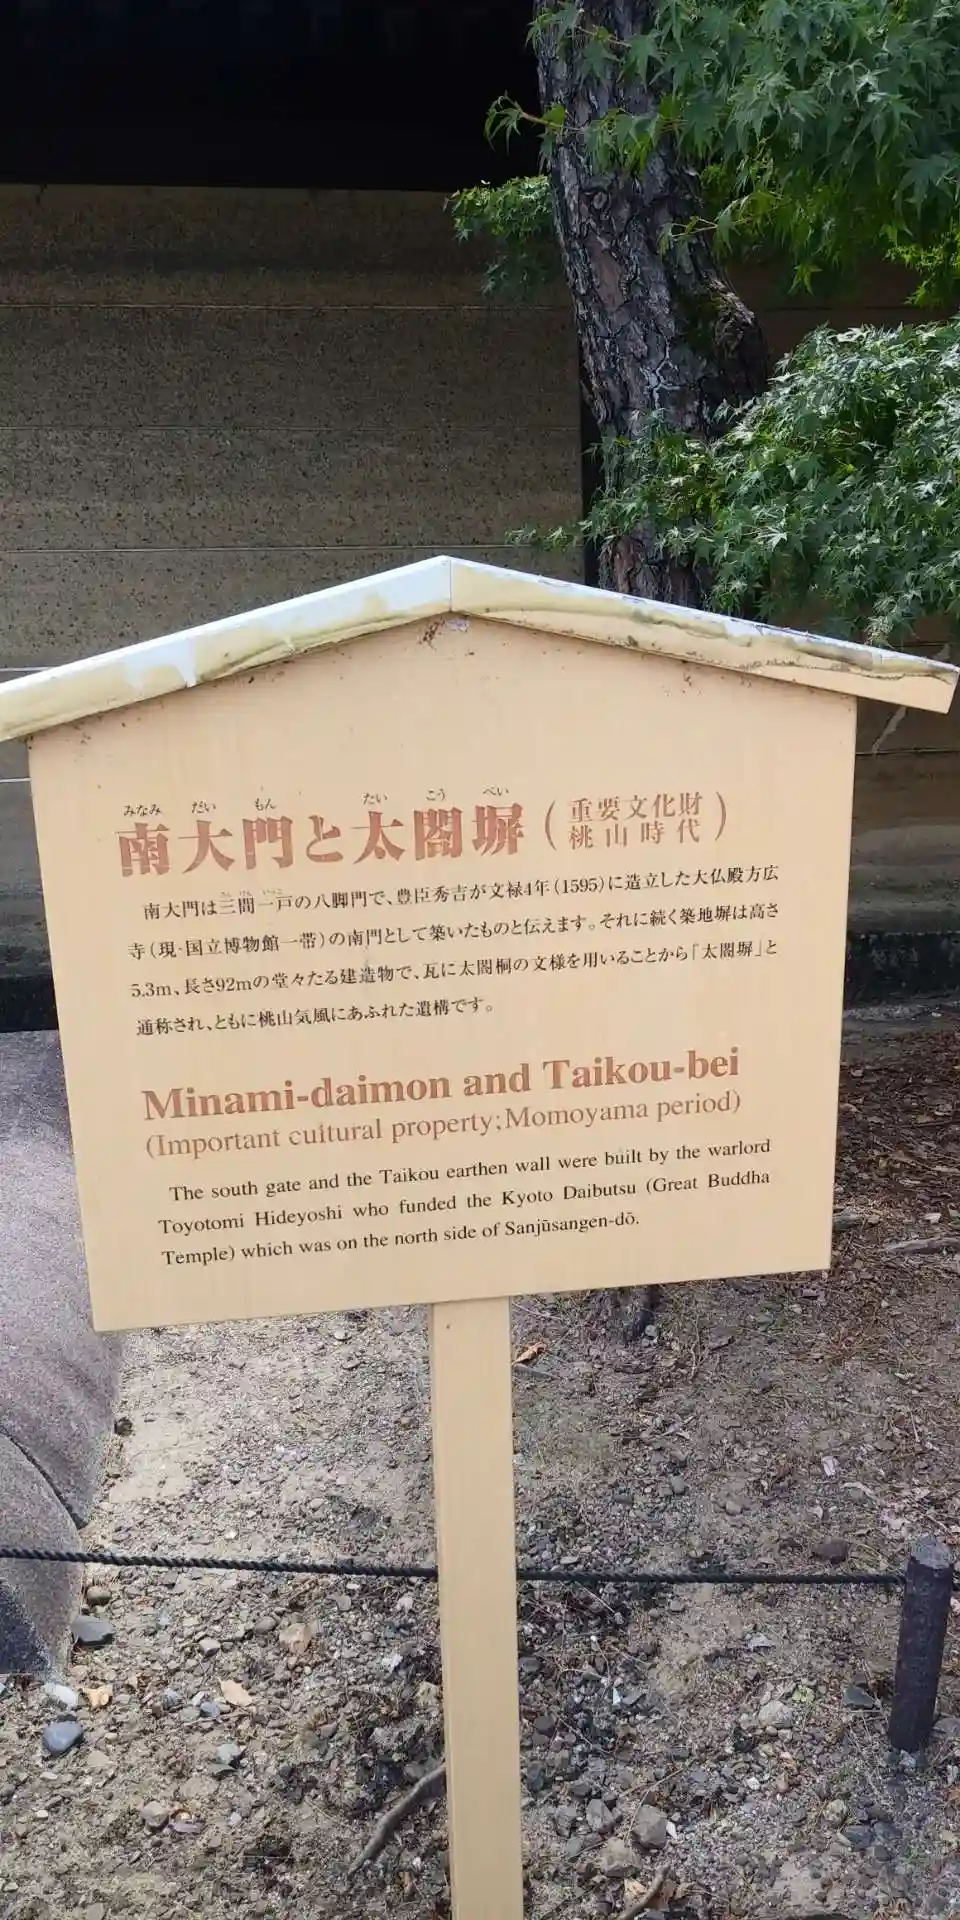 みなみ だい もん たい こう べい
南大門と太閤塀（重要文化財
桃山時代）
南大門は三間一戸の八脚門で、豊臣秀吉が文禄4年（1595）に造立した大仏殿方広
寺（現・国立博物館一帯）の南門として築いたものと伝えます。それに続く築地塀は高さ
5.3m、長さ92mの堂々たる建造物で、瓦に太閤桐の文様を用いることから「太閤塀」と
通称され、ともに桃山気風にあふれた遺構です。
Minami-daimon and Taikou-bei
(Important cultural property;Momoyama period)
The south gate and the Taikou earthen wall were built by the warlord
Toyotomi Hideyoshi who funded the Kyoto Daibutsu (Great Buddha
Temple) which was on the north side of Sanjūsangen-dō.